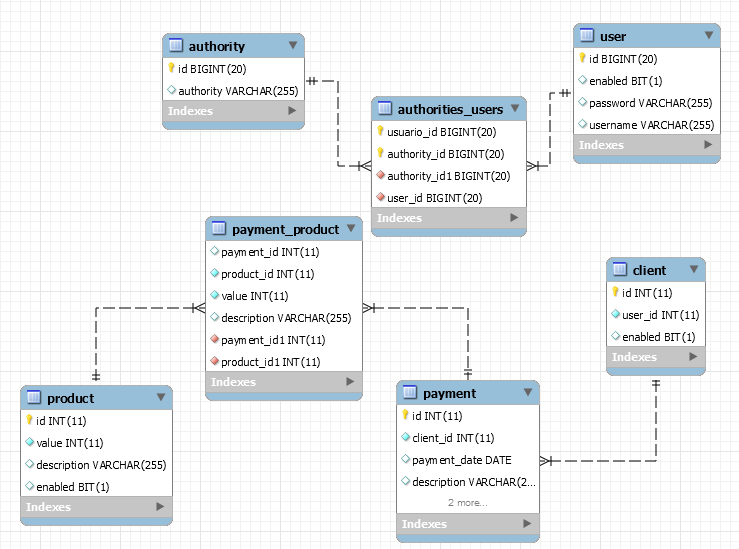 authority
id BIGINT(20)
authority VARCHAR(255)
Indexes
user
id BIGINT(20)
enabled BIT(1)
password VARCHAR(255)
username VARCHAR(255)
Indexes
authorities_users
usuario_id BIGINT(20)
authority_id BIGINT(20)
authority_id1 BIGINT(20)
user_id BIGINT(20)
Indexes
payment_product
payment_id INT(11)
product_id INT(11)
value INT(11)
description VARCHAR(255)
payment_id1 INT(11)
product_id1 INT(11)
Indexes
client
id INT(11)
user_id INT(11)
enabled BIT(1)
Indexes
product
id INT(11)
value INT(11)
description VARCHAR(255)
enabled BIT(1)
Indexes
payment
id INT(11)
client_id INT(11)
payment_date DATE
description VARCHAR(2...
2 more...
Indexes